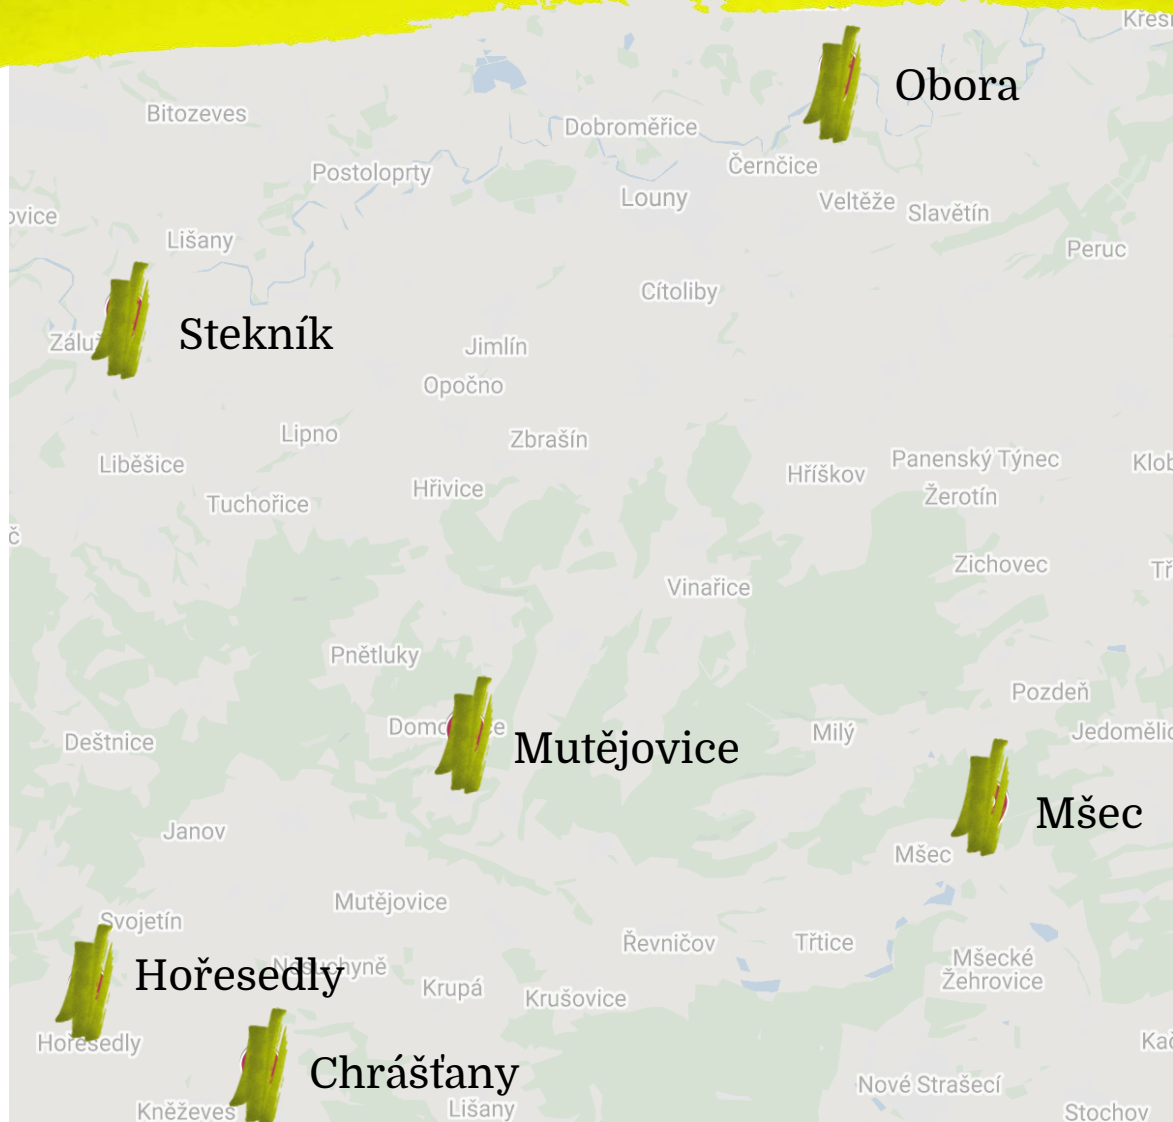 Obora
Bitozeves
Dobroměřice
Černčice
Postoloprty
Louny
Veltěže
Slavětín
Lišany
Peruc
Cítoliby
Stekník
Jimlín
Opočno
Lipno
Zbrašín
Liběšice
Panenský Týnec
Hříškov
Hřivice
Žerotín
Tuchořice
Zichovec
Vinařice
Pnětluky
Pozdeň
Deštnice
Mutějovice
Milý
Mšec
Janov
Mšec
Mutějovice
Svojetín
Řevničov
Třtice
Mšecké
Žehrovice
Hořesedly
Krupá
Krušovice
Hořesedly
Chrášťany
Nové Strašecí
Kněževes
Lišany
Stochov